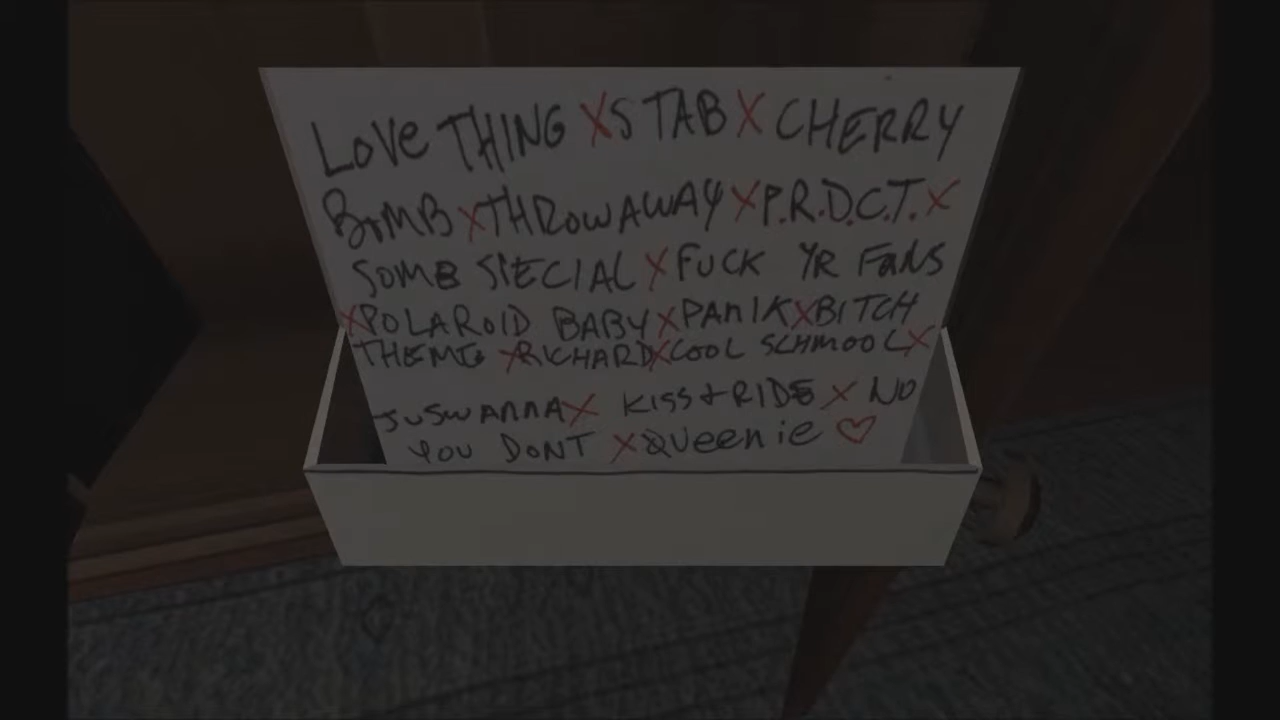 LOVE THING X STAB X CHERRY
BOMB X THROWAWAY X P.R.D.C.T. X
SOMB SPECIAL X FUCK YR FANS
X POLAROID BABY X PANIK X BITCH
THEME X RICHARD X COOL SCHMOOL X
JUSWANNA X KISS + RIDE X NO
YOU DONT X QUEENIE ♡